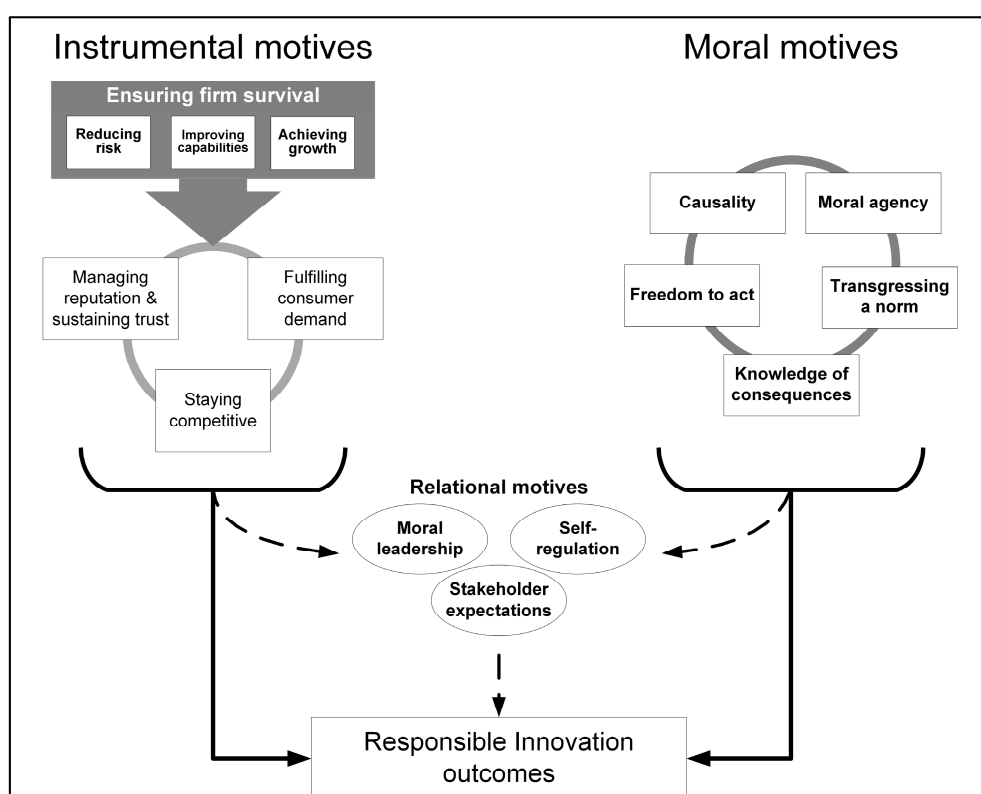 Instrumental motives
Ensuring firm survival
Reducing
risk
Improving
capabilities
Achieving
growth
Managing
reputation &
sustaining trust
Fulfilling
consumer
demand
Staying
competitive
Moral motives
Causality
Moral agency
Freedom to act
Transgressing
a norm
Knowledge of
consequences
Relational motives
Moral
leadership
Self-
regulation
Stakeholder
expectations
Responsible Innovation
outcomes